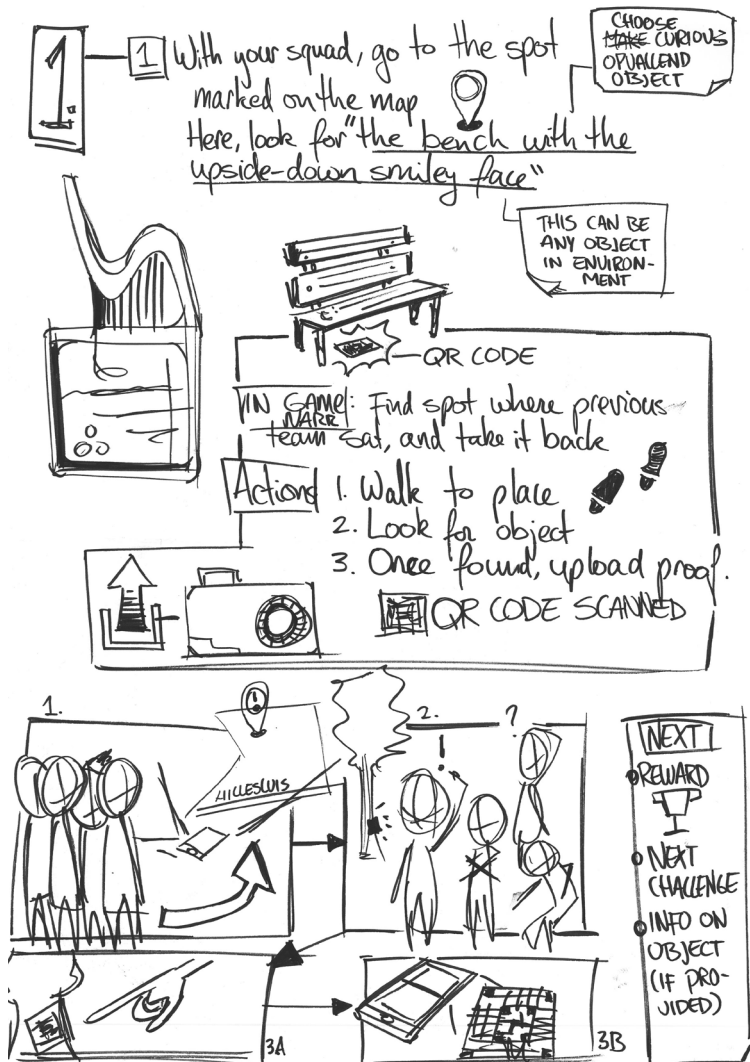 1.
1 With your squad, go to the spot
marked on the map
Here, look for "the bench with the
upside-down smiley face"
CHOOSE
MAKE CURIOUS
OPVALLEND
OBJECT
THIS CAN BE
ANY OBJECT
IN ENVIRON-
MENT
QR CODE
IN GAME
NARR: Find spot where previous
team sat, and take it back
Actions 1. Walk to place
2. Look for object
3. Once found, upload proof.
QR CODE SCANNED
1.
!
HILLESLUIS
2.
!
?
3A
3B
NEXT
REWARD
NEXT
CHALLENGE
INFO ON
OBJECT
(IF PRO-
VIDED)